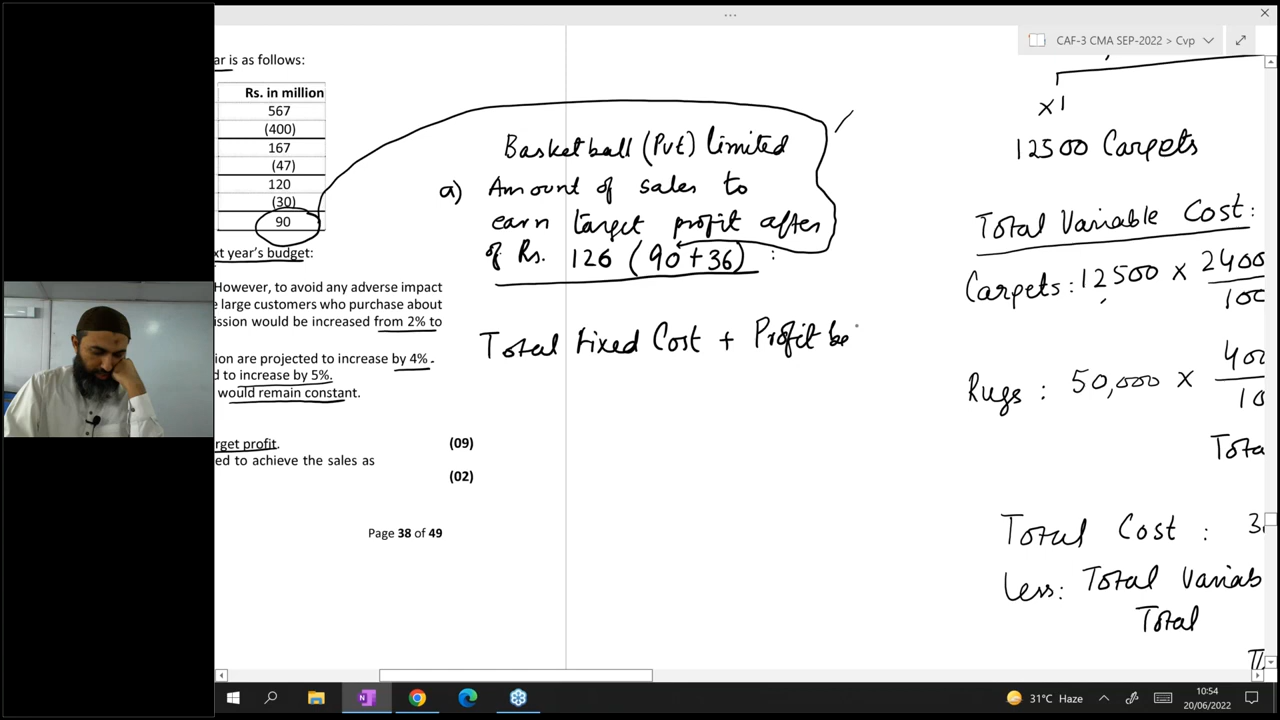 CAF-3 CMA SEP-2022 > Cvp
ar is as follows:
Rs. in million
567
(400)
167
(47)
120
(30)
90
xt year's budget:
However, to avoid any adverse impact
e large customers who purchase about
ission would be increased from 2% to
ion are projected to increase by 4%.
d to increase by 5%.
would remain constant.
rget profit.
(09)
ed to achieve the sales as
(02)
Page 38 of 49
Basketball (Pvt) limited
a) Amount of sales to
earn target profit after
of Rs. 126 (90+36) :
Total Fixed Cost + Profit be
x1
12500 Carpets
Total Variable Cost:
Carpets: 12500 × 2400
100
Rugs : 50,000 × 400
10
Tota
Total Cost : 3
less: Total Variab
Total
T
31°C Haze
10:54
20/06/2022